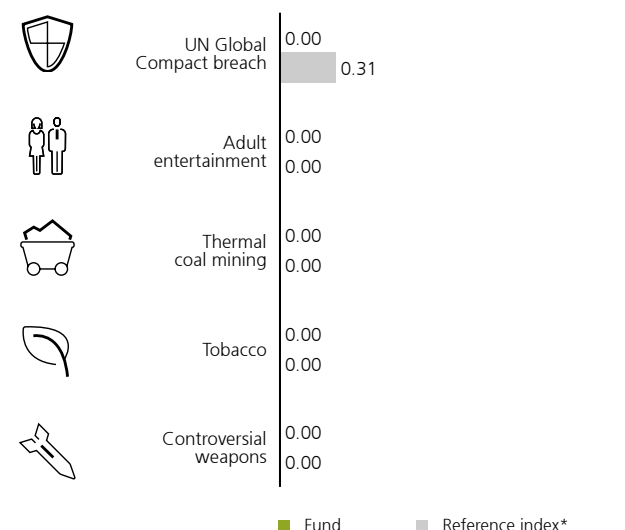 UN Global
Compact breach
0.00
0.31
Adult
entertainment
0.00
0.00
Thermal
coal mining
0.00
0.00
Tobacco
0.00
0.00
Controversial
weapons
0.00
0.00
Fund
Reference index*